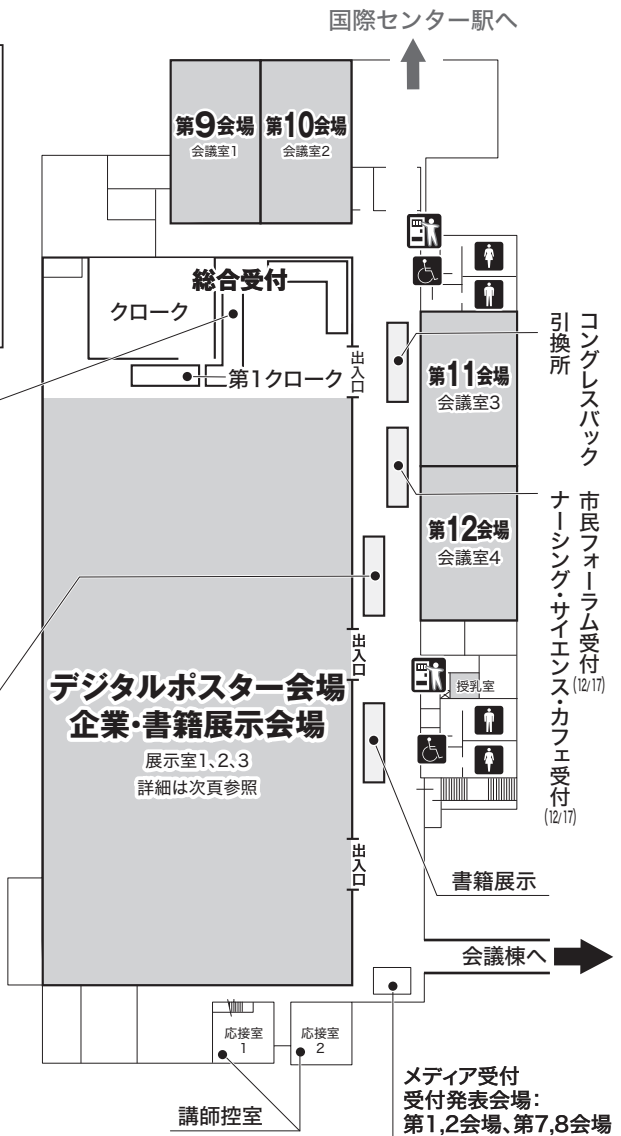 国際センター駅へ
第9会場
会議室1
第10会場
会議室2
総合受付
クローク
第1クローク
出入口
コングレスバック
引換所
第11会場
会議室3
第12会場
会議室4
市民フォーラム受付(12/17)
ナーシング・サイエンス・カフェ受付(12/17)
出入口
授乳室
デジタルポスター会場
企業・書籍展示会場
展示室1、2、3
詳細は次頁参照
出入口
書籍展示
会議棟へ
応接室
1
応接室
2
講師控室
メディア受付
受付発表会場：
第1,2会場、第7,8会場